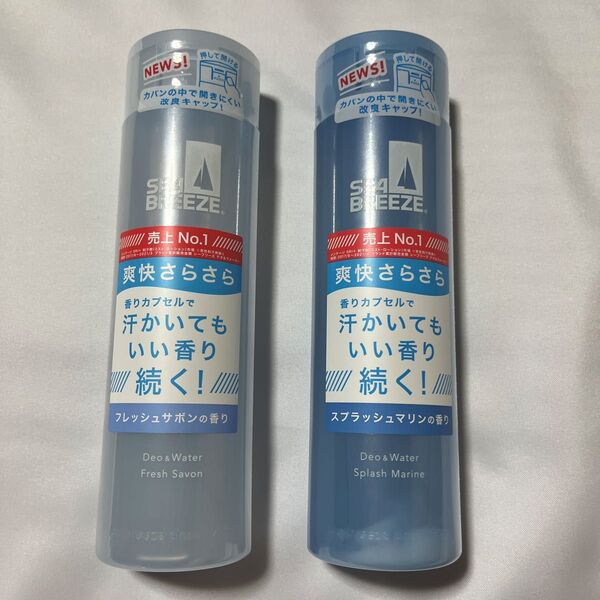 NEWS!
押して開ける
カバンの中で開きにくい
改良キャップ!
SEA
BREEZE
売上 No.1
爽快さらさら
香りカプセルで
汗かいても
いい香り
続く!
フレッシュサボンの香り
Deo & Water
Fresh Savon
NEWS!
押して開ける
カバンの中で開きにくい
改良キャップ!
SEA
BREEZE
売上 No.1
爽快さらさら
香りカプセルで
汗かいても
いい香り
続く!
スプラッシュマリンの香り
Deo & Water
Splash Marine